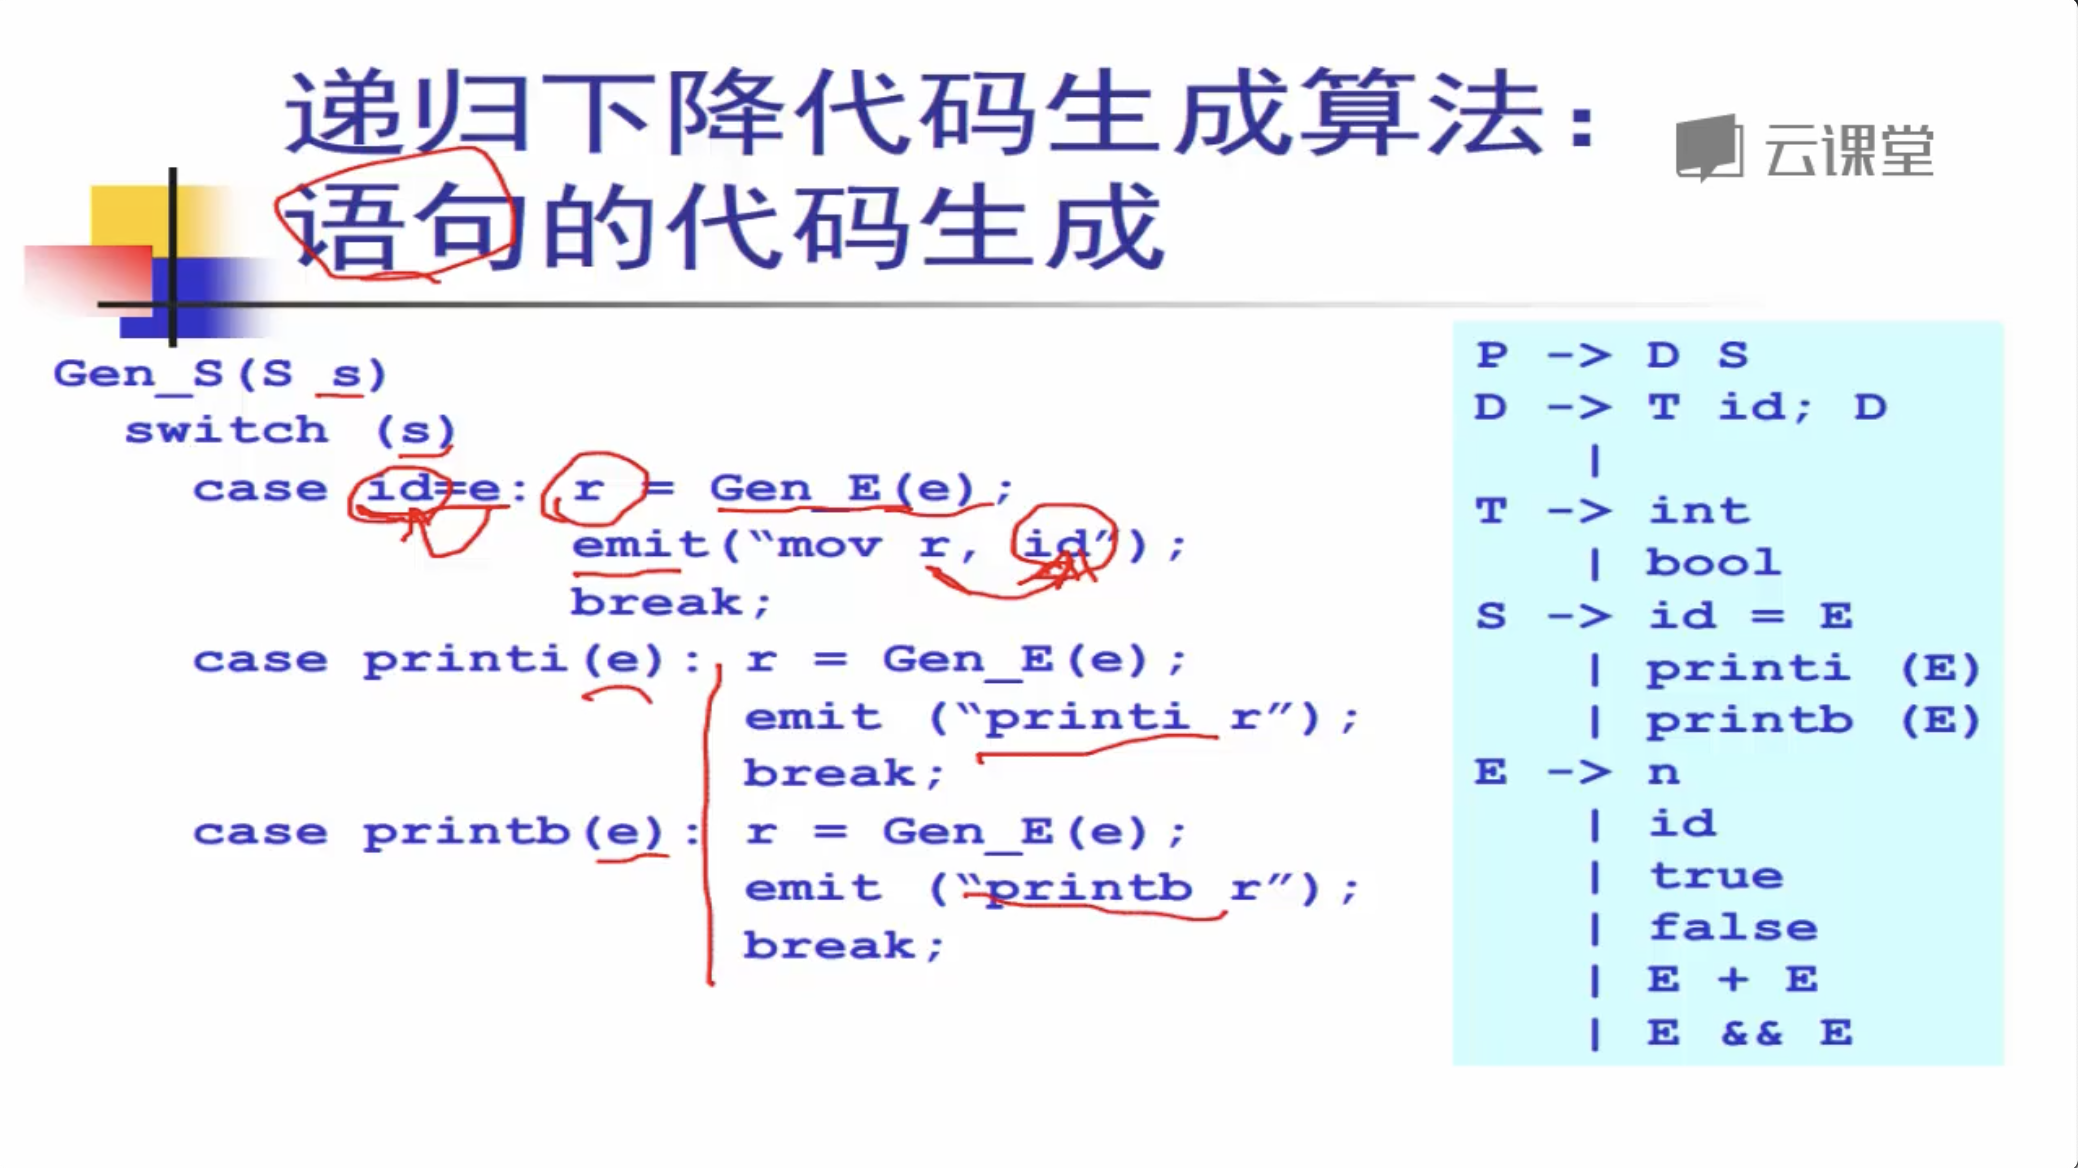 递归下降代码生成算法：
语句的代码生成
云课堂
Gen_S(S s)
switch (s)
case id=e: r = Gen_E(e);
emit(“mov r, id”);
break;
case printi(e): r = Gen_E(e);
emit (“printi r”);
break;
case printb(e): r = Gen_E(e);
emit (“printb r”);
break;
P -> D S
D -> T id; D
|
T -> int
| bool
S -> id = E
| printi (E)
| printb (E)
E -> n
| id
| true
| false
| E + E
| E && E